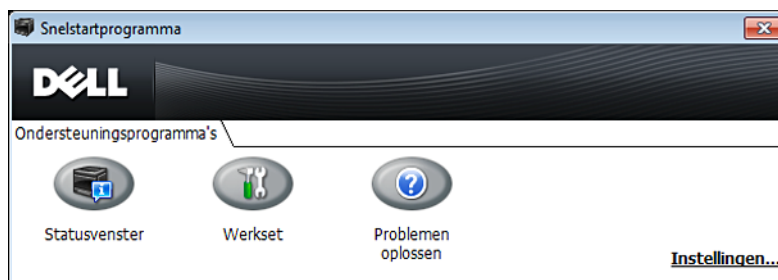 Snelstartprogramma
DELL
Ondersteuningsprogramma's
Statusvenster
Werkset
Problemen
oplossen
Instellingen...